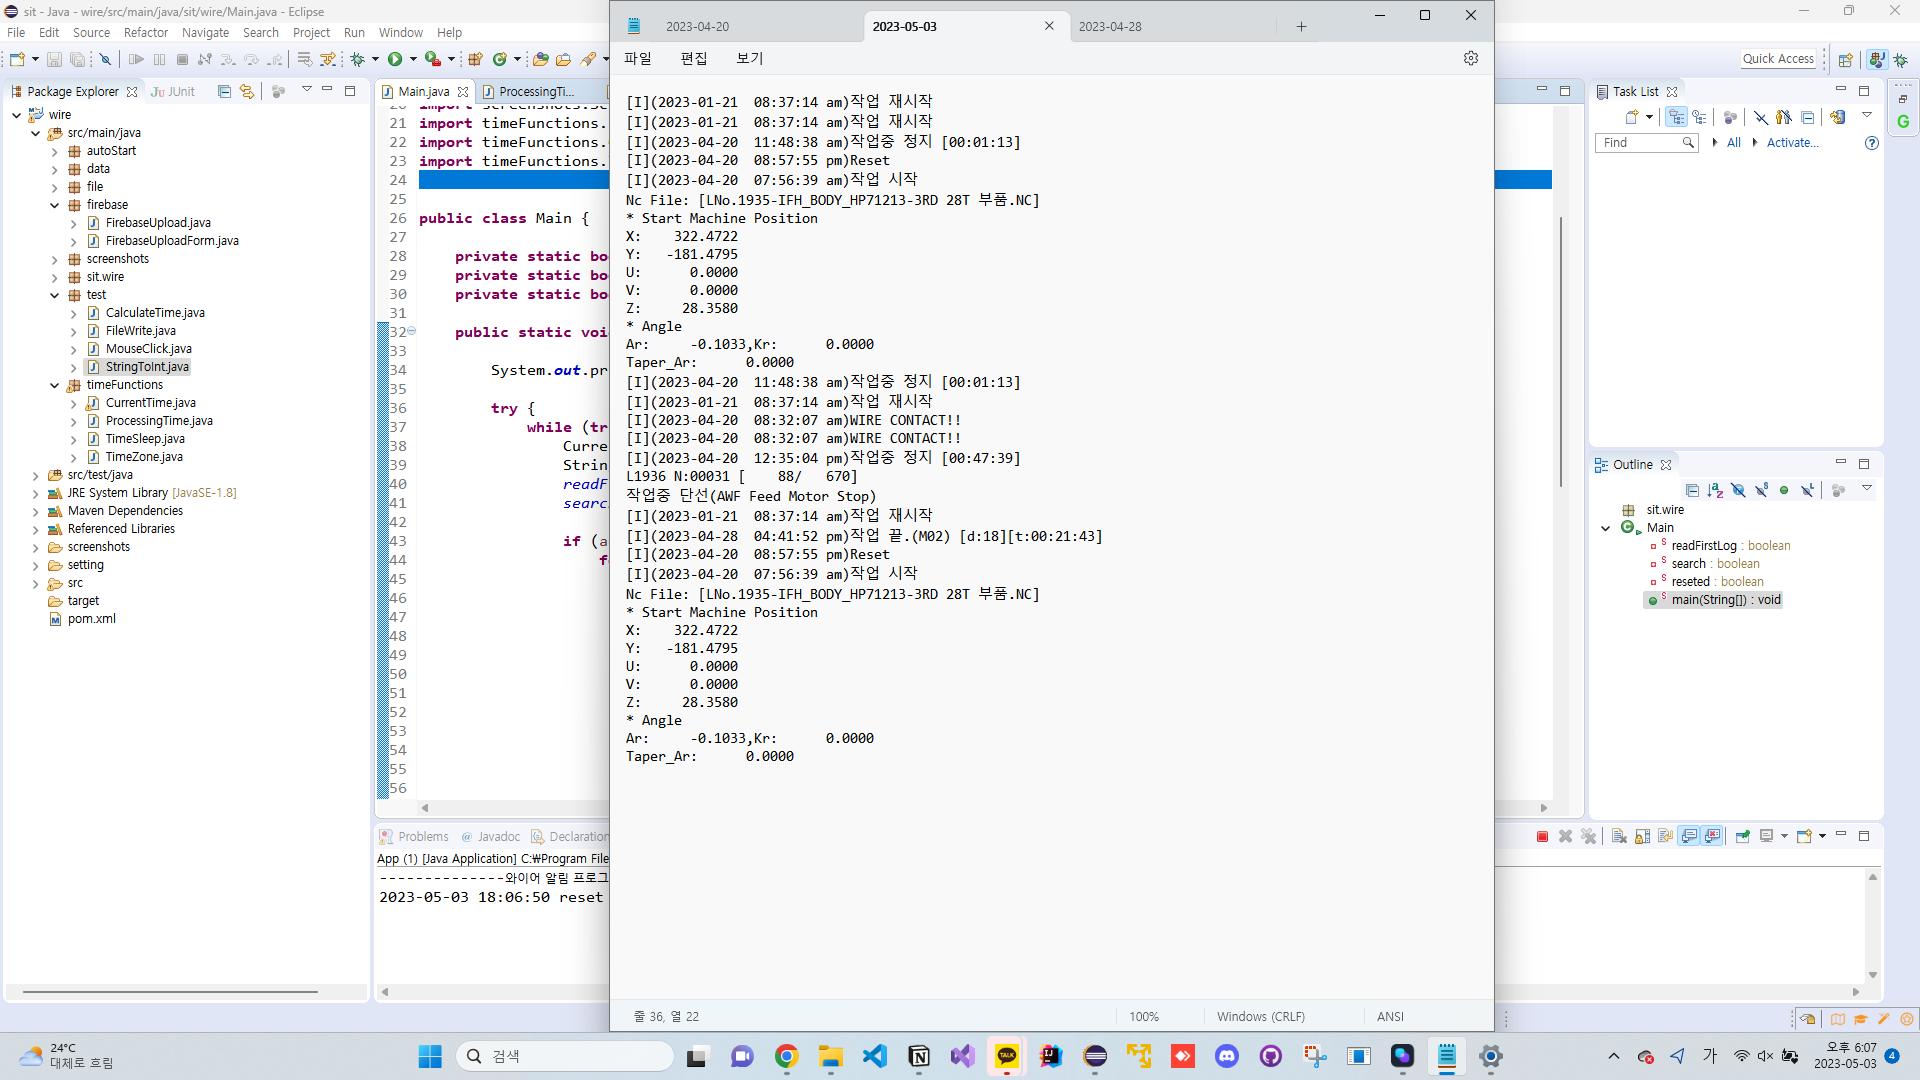 sit - Java - wire/src/main/java/sit/wire/Main.java - Eclipse
File Edit Source Refactor Navigate Search Project Run Window Help
Quick Access
Package Explorer
JUnit
wire
src/main/java
autoStart
data
file
firebase
FirebaseUpload.java
FirebaseUploadForm.java
screenshots
sit.wire
test
CalculateTime.java
FileWrite.java
MouseClick.java
StringToInt.java
timeFunctions
CurrentTime.java
ProcessingTime.java
TimeSleep.java
TimeZone.java
src/test/java
JRE System Library [JavaSE-1.8]
Maven Dependencies
Referenced Libraries
screenshots
setting
src
target
pom.xml
Main.java
ProcessingTi...
21 import timeFunctions.
22 import timeFunctions.
23 import timeFunctions.
24
25
26 public class Main {
27
28 private static bo
29 private static bo
30 private static bo
31
32 public static voi
33
34 System.out.pr
35
36 try {
37 while (tr
38 Curre
39 Strin
40 readF
41 searc
42
43 if (a
44 f
45
46
47
48
49
50
51
52
53
54
55
56
Problems @ Javadoc Declaration
App (1) [Java Application] C:₩Program File
--------------와이어 알림 프로그
2023-05-03 18:06:50 reset
2023-04-20
2023-05-03
2023-04-28
파일 편집 보기
[I](2023-01-21 08:37:14 am)작업 재시작
[I](2023-01-21 08:37:14 am)작업 재시작
[I](2023-04-20 11:48:38 am)작업중 정지 [00:01:13]
[I](2023-04-20 08:57:55 pm)Reset
[I](2023-04-20 07:56:39 am)작업 시작
Nc File: [LNo.1935-IFH_BODY_HP71213-3RD 28T 부품.NC]
* Start Machine Position
X: 322.4722
Y: -181.4795
U: 0.0000
V: 0.0000
Z: 28.3580
* Angle
Ar: -0.1033,Kr: 0.0000
Taper_Ar: 0.0000
[I](2023-04-20 11:48:38 am)작업중 정지 [00:01:13]
[I](2023-01-21 08:37:14 am)작업 재시작
[I](2023-04-20 08:32:07 am)WIRE CONTACT!!
[I](2023-04-20 08:32:07 am)WIRE CONTACT!!
[I](2023-04-20 12:35:04 pm)작업중 정지 [00:47:39]
L1936 N:00031 [ 88/ 670]
작업중 단선(AWF Feed Motor Stop)
[I](2023-01-21 08:37:14 am)작업 재시작
[I](2023-04-28 04:41:52 pm)작업 끝.(M02) [d:18][t:00:21:43]
[I](2023-04-20 08:57:55 pm)Reset
[I](2023-04-20 07:56:39 am)작업 시작
Nc File: [LNo.1935-IFH_BODY_HP71213-3RD 28T 부품.NC]
* Start Machine Position
X: 322.4722
Y: -181.4795
U: 0.0000
V: 0.0000
Z: 28.3580
* Angle
Ar: -0.1033,Kr: 0.0000
Taper_Ar: 0.0000
줄 36, 열 22
100%
Windows (CRLF)
ANSI
Task List
Find
All
Activate...
Outline
sit.wire
Main
readFirstLog : boolean
search : boolean
reseted : boolean
main(String[]) : void
24°C
대체로 흐림
검색
TALK
가
오후 6:07
2023-05-03
4